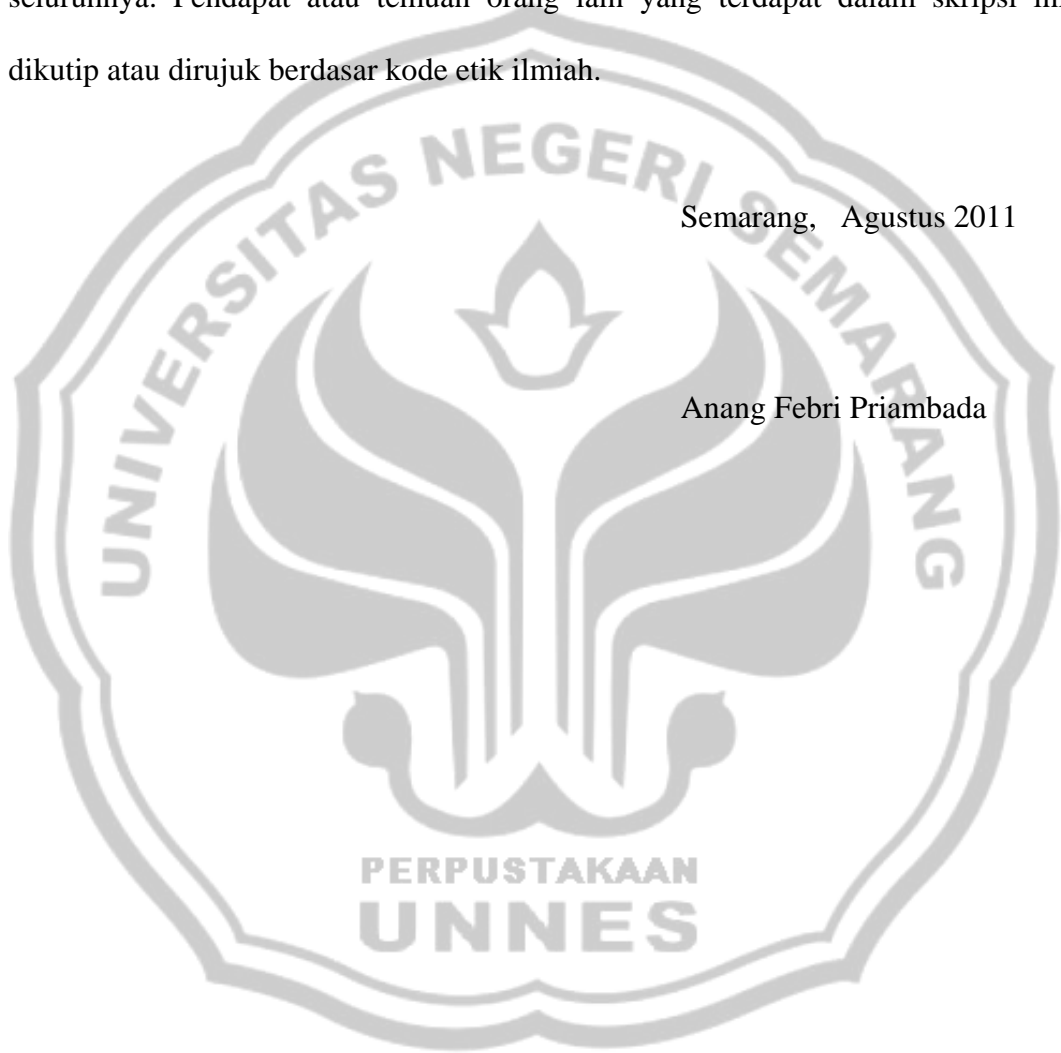 seluruhnya. Pendapat atau temuan orang lain yang terdapat dalam skripsi
dikutip atau dirujuk berdasar kode etik ilmiah.
Semarang, Agustus 2011
Anang Febri Priambada
UNIVERSITAS NEGERI SEMARANG
PERPUSTAKAAN
UNNES